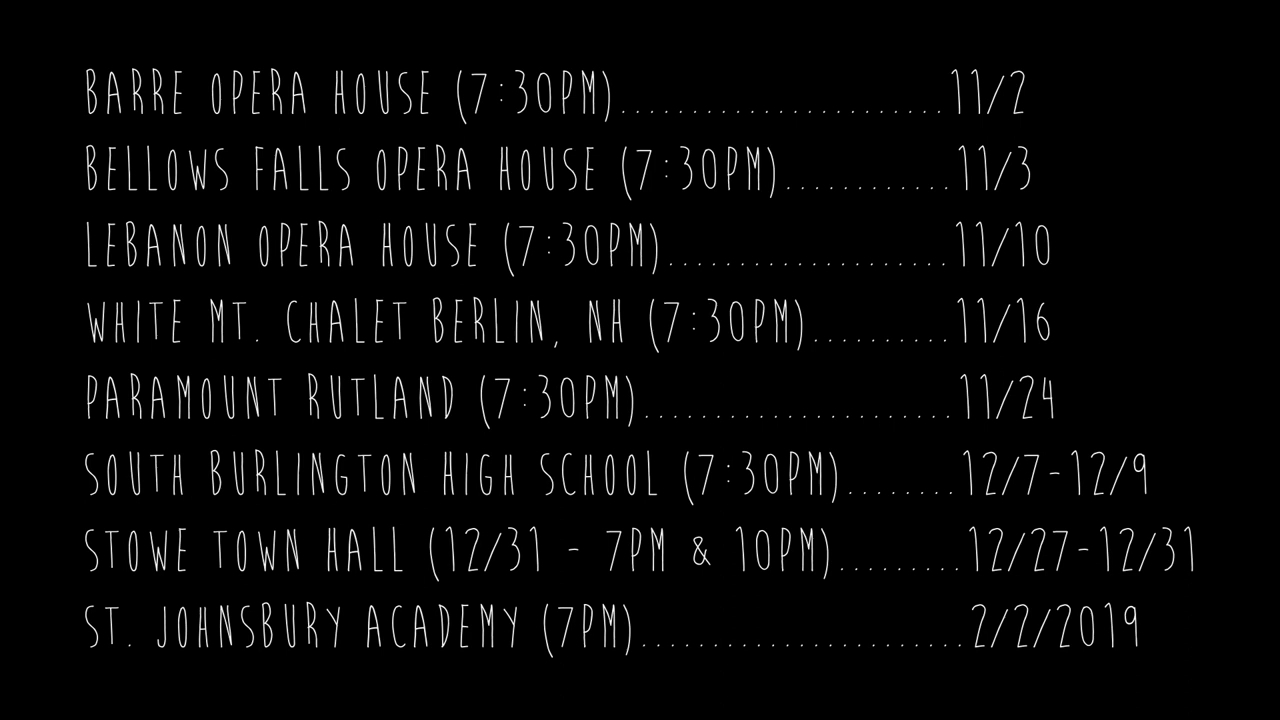 BARRE OPERA HOUSE (7:30PM)......................11/2
BELLOWS FALLS OPERA HOUSE (7:30PM)............11/3
LEBANON OPERA HOUSE (7:30PM)...................11/10
WHITE MT. CHALET BERLIN, NH (7:30PM)..........11/16
PARAMOUNT RUTLAND (7:30PM)......................11/24
SOUTH BURLINGTON HIGH SCHOOL (7:30PM)........12/7-12/9
STOWE TOWN HALL (12/31 - 7PM & 10PM).........12/27-12/31
ST. JOHNSBURY ACADEMY (7PM).......................2/2/2019